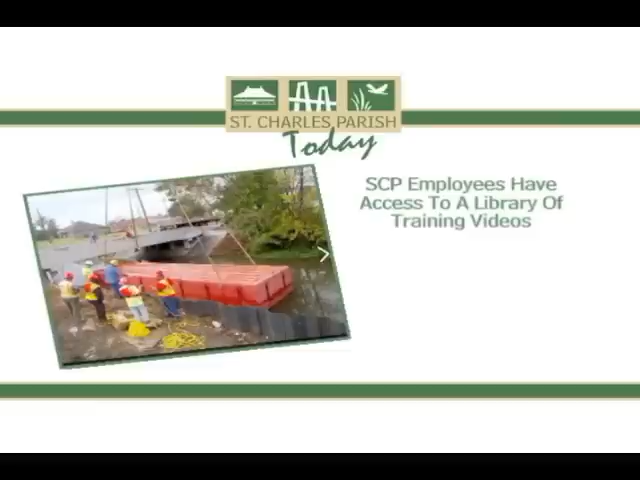 ST. CHARLES PARISH
Today
SCP Employees Have
Access To A Library Of
Training Videos